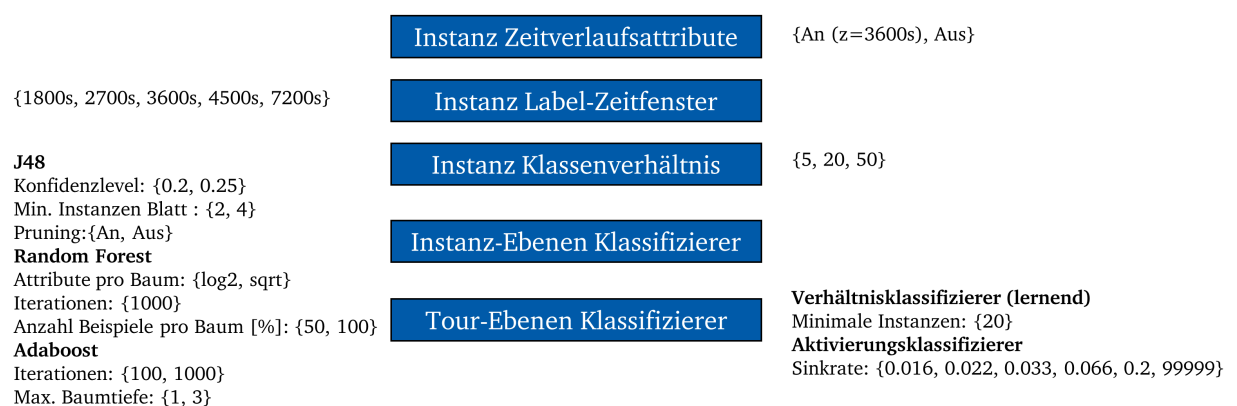 Instanz Zeitverlaufsattribute
{An (z=3600s), Aus}
{1800s, 2700s, 3600s, 4500s, 7200s}
Instanz Label-Zeitfenster
Instanz Klassenverhältnis
{5, 20, 50}
J48
Konfidenzlevel: {0.2, 0.25}
Min. Instanzen Blatt : {2, 4}
Pruning:{An, Aus}
Random Forest
Attribute pro Baum: {log2, sqrt}
Iterationen: {1000}
Anzahl Beispiele pro Baum [%]: {50, 100}
Adaboost
Iterationen: {100, 1000}
Max. Baumtiefe: {1, 3}
Instanz-Ebenen Klassifizierer
Tour-Ebenen Klassifizierer
Verhältnisklassifizierer (lernend)
Minimale Instanzen: {20}
Aktivierungsklassifizierer
Sinkrate: {0.016, 0.022, 0.033, 0.066, 0.2, 99999}